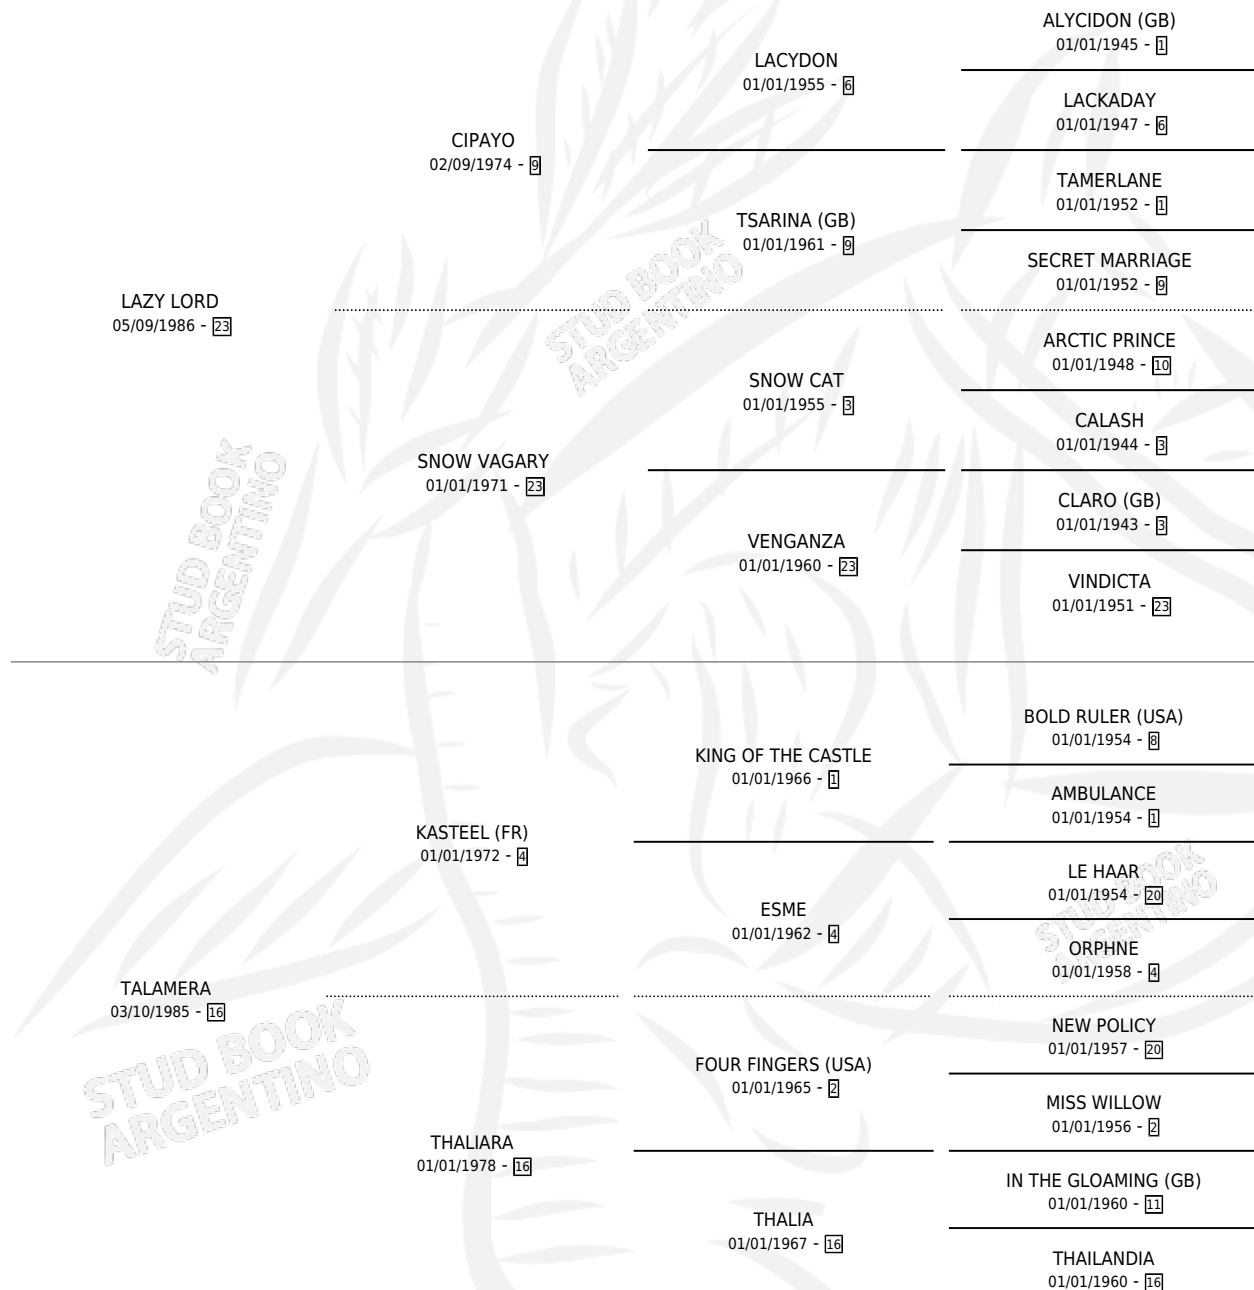 ALYCIDON (GB)
01/01/1945 - 1
LACYDON
01/01/1955 - 6
LACKADAY
01/01/1947 - 6
CIPAYO
02/09/1974 - 9
TAMERLANE
01/01/1952 - 1
TSARINA (GB)
01/01/1961 - 9
SECRET MARRIAGE
01/01/1952 - 9
LAZY LORD
05/09/1986 - 23
ARCTIC PRINCE
01/01/1948 - 10
SNOW CAT
01/01/1955 - 3
CALASH
01/01/1944 - 3
SNOW VAGARY
01/01/1971 - 23
CLARO (GB)
01/01/1943 - 3
VENGANZA
01/01/1960 - 23
VINDICTA
01/01/1951 - 23
BOLD RULER (USA)
01/01/1954 - 8
KING OF THE CASTLE
01/01/1966 - 1
AMBULANCE
01/01/1954 - 1
KASTEEL (FR)
01/01/1972 - 4
LE HAAR
01/01/1954 - 20
ESME
01/01/1962 - 4
ORPHNE
01/01/1958 - 4
TALAMERA
03/10/1985 - 16
NEW POLICY
01/01/1957 - 20
FOUR FINGERS (USA)
01/01/1965 - 2
MISS WILLOW
01/01/1956 - 2
THALIARA
01/01/1978 - 16
IN THE GLOAMING (GB)
01/01/1960 - 11
THALIA
01/01/1967 - 16
THAILANDIA
01/01/1960 - 16
STUD BOOK
ARGENTINO
STUD BOOK
ARGENTINO
STUD BOOK
ARGENTINO
STUD BOOK
ARGENTINO